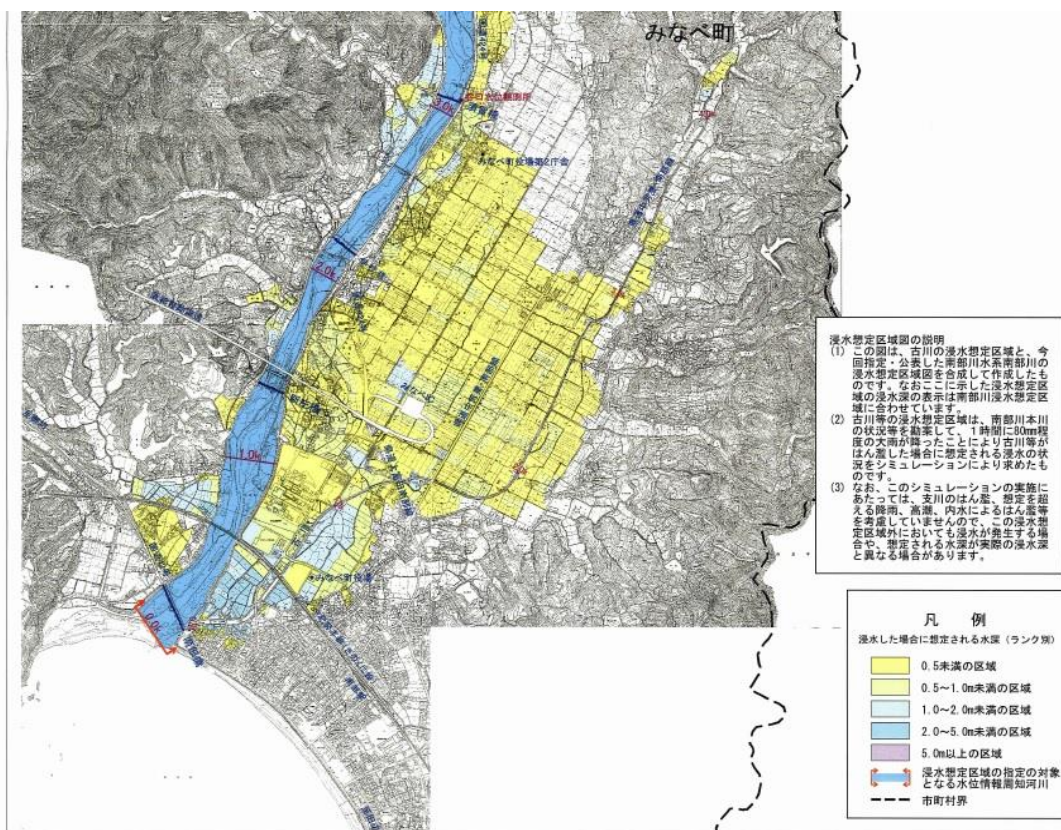 みなべ町
3.0k
みなべ町役場第2庁舎
2.0k
1.0k
みなべ町役場
0.0k
浸水想定区域図の説明
(1) この図は、古川の浸水想定区域と、今
回指定・公表した南部川水系南部川の
浸水想定区域図を合成して作成したも
のです。なおここに示した浸水想定区
域の浸水深の表示は南部川浸水想定区
域に合わせています。
(2) 古川等の浸水想定区域は、南部川本川
の状況等を勘案して、1時間に80mm程
度の大雨が降ったことにより古川等が
はん濫した場合に想定される浸水の状
況をシミュレーションにより求めたも
のです。
(3) なお、このシミュレーションの実施に
あたっては、支川のはん濫、想定を超
える降雨、高潮、内水によるはん濫等
を考慮していませんので、この浸水想
定区域外においても浸水が発生する場
合や、想定される水深が実際の浸水深
と異なる場合があります。
凡 例
浸水した場合に想定される水深（ランク別）
0.5未満の区域
0.5～1.0m未満の区域
1.0～2.0m未満の区域
2.0～5.0m未満の区域
5.0m以上の区域
浸水想定区域の指定の対象
となる水位情報周知河川
市町村界